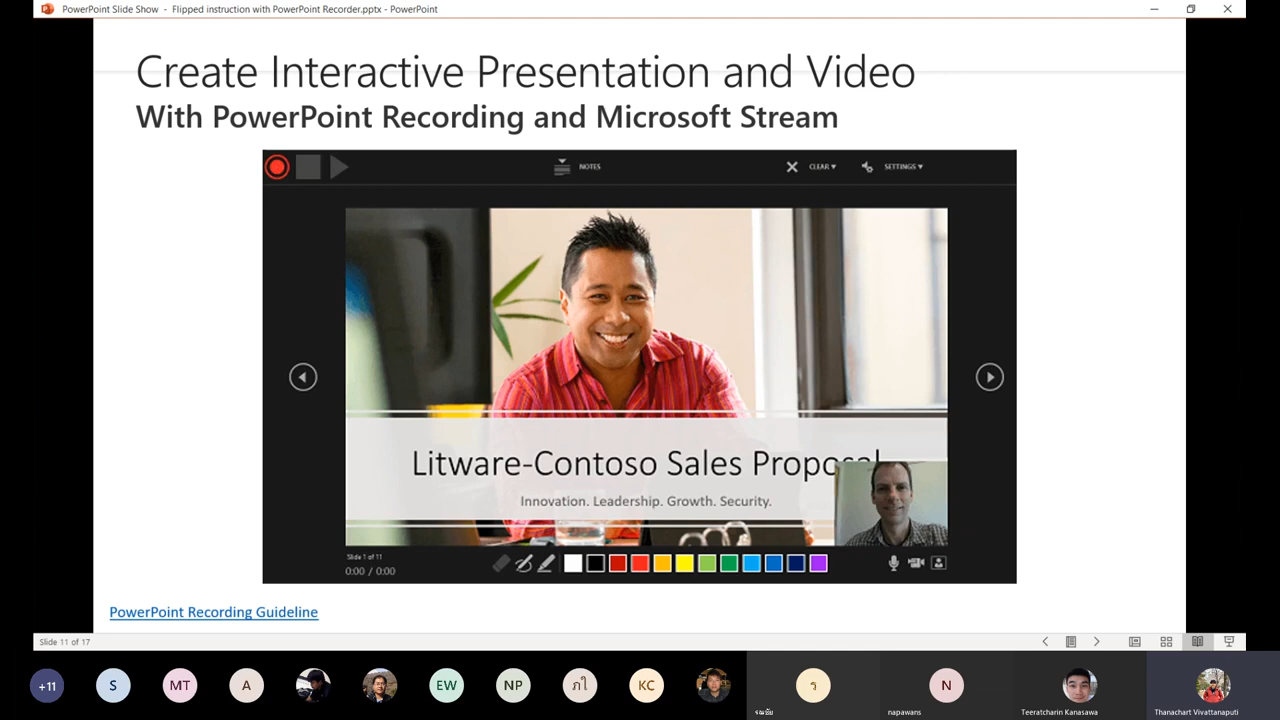 PowerPoint Slide Show - Flipped instruction with PowerPoint Recorder.pptx - PowerPoint
Create Interactive Presentation and Video
With PowerPoint Recording and Microsoft Stream
NOTES
CLEAR
SETTINGS
Litware-Contoso Sales Proposal
Innovation. Leadership. Growth. Security.
Slide 1 of 11
0:00 / 0:00
PowerPoint Recording Guideline
Slide 11 of 17
+11
S
MT
A
EW
NP
ภไ
KC
ร
N
napawans
Teeratcharin Kanasawa
Thanachart Vivattanaputi